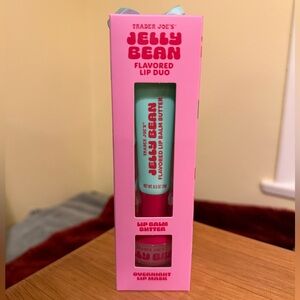 TRADER JOE'S
JELLY
BEAN
FLAVORED
LIP DUO
TRADER JOE'S
JELLY BEAN
FLAVORED LIP BALM BUTTER
LIP BALM
BUTTER
OVERNIGHT
LIP MASK